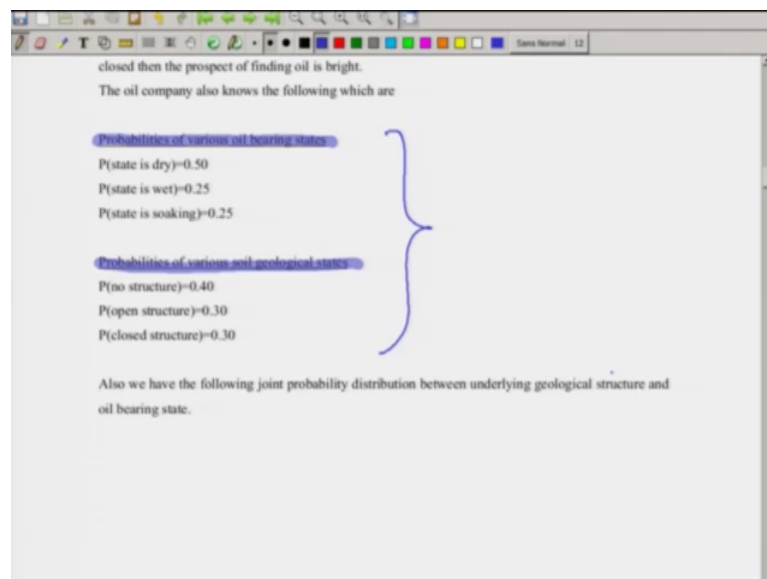 Sans Normal 12
closed then the prospect of finding oil is bright.
The oil company also knows the following which are
Probabilities of various oil bearing states
P(state is dry)=0.50
P(state is wet)=0.25
P(state is soaking)=0.25
Probabilities of various soil geological states
P(no structure)=0.40
P(open structure)=0.30
P(closed structure)=0.30
Also we have the following joint probability distribution between underlying geological structure and
oil bearing state.